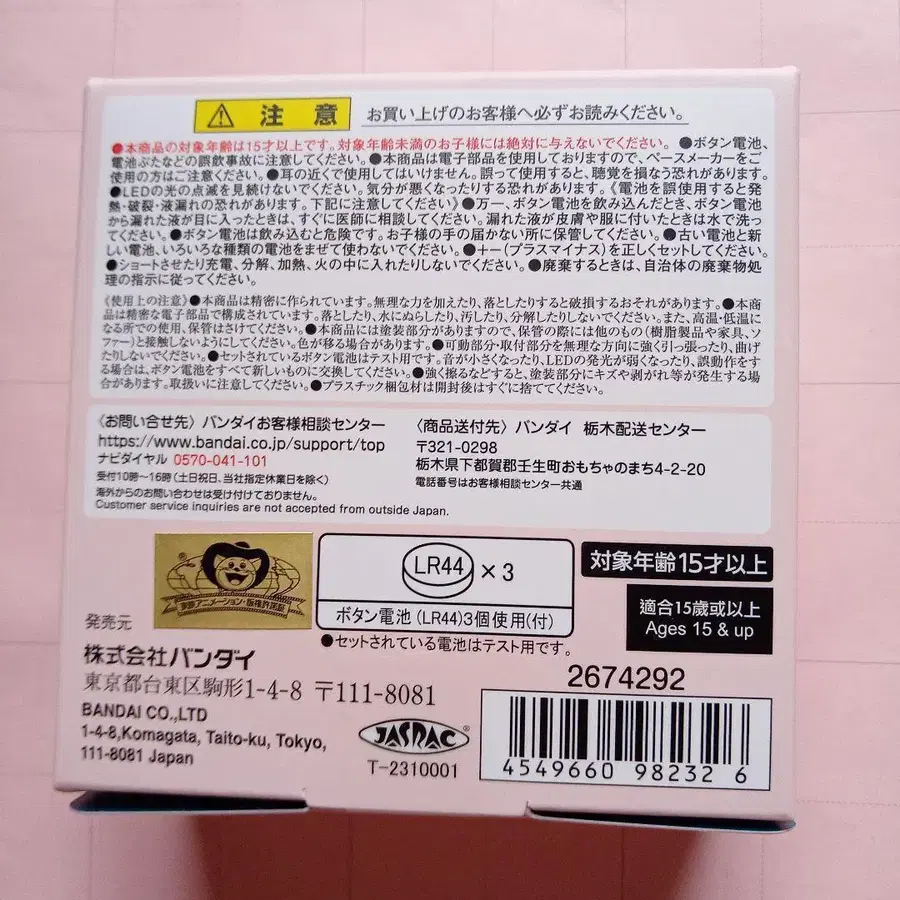 ⚠ 注意 お買い上げのお客様へ必ずお読みください。
●本商品の対象年齢は15才以上です。対象年齢未満のお子様には絶対に与えないでください。●ボタン電池、
電池ぶたなどの誤飲事故に注意してください。●本商品は電子部品を使用しておりますので、ペースメーカーをご
使用の方はご注意ください。●耳の近くで使用してはいけません。誤って使用すると、聴覚を損なう恐れがあります。
●LEDの光の点滅を見続けないでください。気分が悪くなったりする恐れがあります。《電池を誤使用すると発
熱・破裂・液漏れの恐れがあります。下記に注意してください》●万一、ボタン電池を飲み込んだとき、ボタン電池
から漏れた液が目に入ったときは、すぐに医師に相談してください。漏れた液が皮膚や服に付いたときは水で洗っ
てください。●ボタン電池は飲み込むと危険です。お子様の手の届かない所に保管してください。●古い電池と新
しい電池、いろいろな種類の電池をまぜて使わないでください。●+−(プラスマイナス)を正しくセットしてください。
●ショートさせたり充電、分解、加熱、火の中に入れたりしないでください。●廃棄するときは、自治体の廃棄物処
理の指示に従ってください。
《使用上の注意》●本商品は精密に作られています。無理な力を加えたり、落としたりすると破損するおそれがあります。●本商
品は精密な電子部品で構成されています。落としたり、水にぬらしたり、汚したり、分解したりしないでください。また、高温・低温に
なる所での使用、保管はさけてください。●本商品には塗装部分がありますので、保管の際には他のもの(樹脂製品や家具、ソ
ファー)と接触しないようにしてください。色が移る場合があります。●可動部分・取付部分を無理な方向に強く引っ張ったり、曲げ
たりしないでください。●セットされているボタン電池はテスト用です。音が小さくなったり、LEDの発光が弱くなったり、誤動作をす
る場合は、ボタン電池をすべて新しいものに交換してください。●強く擦るなどすると、塗装部分にキズや剥がれ等が発生する場
合があります。取扱いに注意してください。●プラスチック梱包材は開封後はすぐに捨ててください。
〈お問い合せ先〉バンダイお客様相談センター
https://www.bandai.co.jp/support/top
ナビダイヤル 0570-041-101
受付10時〜16時(土日祝日、当社指定休業日を除く)
海外からのお問い合わせは受け付けておりません。
Customer service inquiries are not accepted from outside Japan.
〈商品送付先〉バンダイ 栃木配送センター
〒321-0298
栃木県下都賀郡壬生町おもちゃのまち4-2-20
電話番号はお客様相談センター共通
東映アニメーション・版権許諾証
LR44 ×3
ボタン電池(LR44)3個使用(付)
●セットされている電池はテスト用です。
対象年齢15才以上
適合15歲或以上
Ages 15 & up
発売元
株式会社バンダイ
東京都台東区駒形1-4-8 〒111-8081
BANDAI CO.,LTD
1-4-8,Komagata, Taito-ku, Tokyo,
111-8081 Japan
JASRAC®
T-2310001
2674292
4549660 98232 6